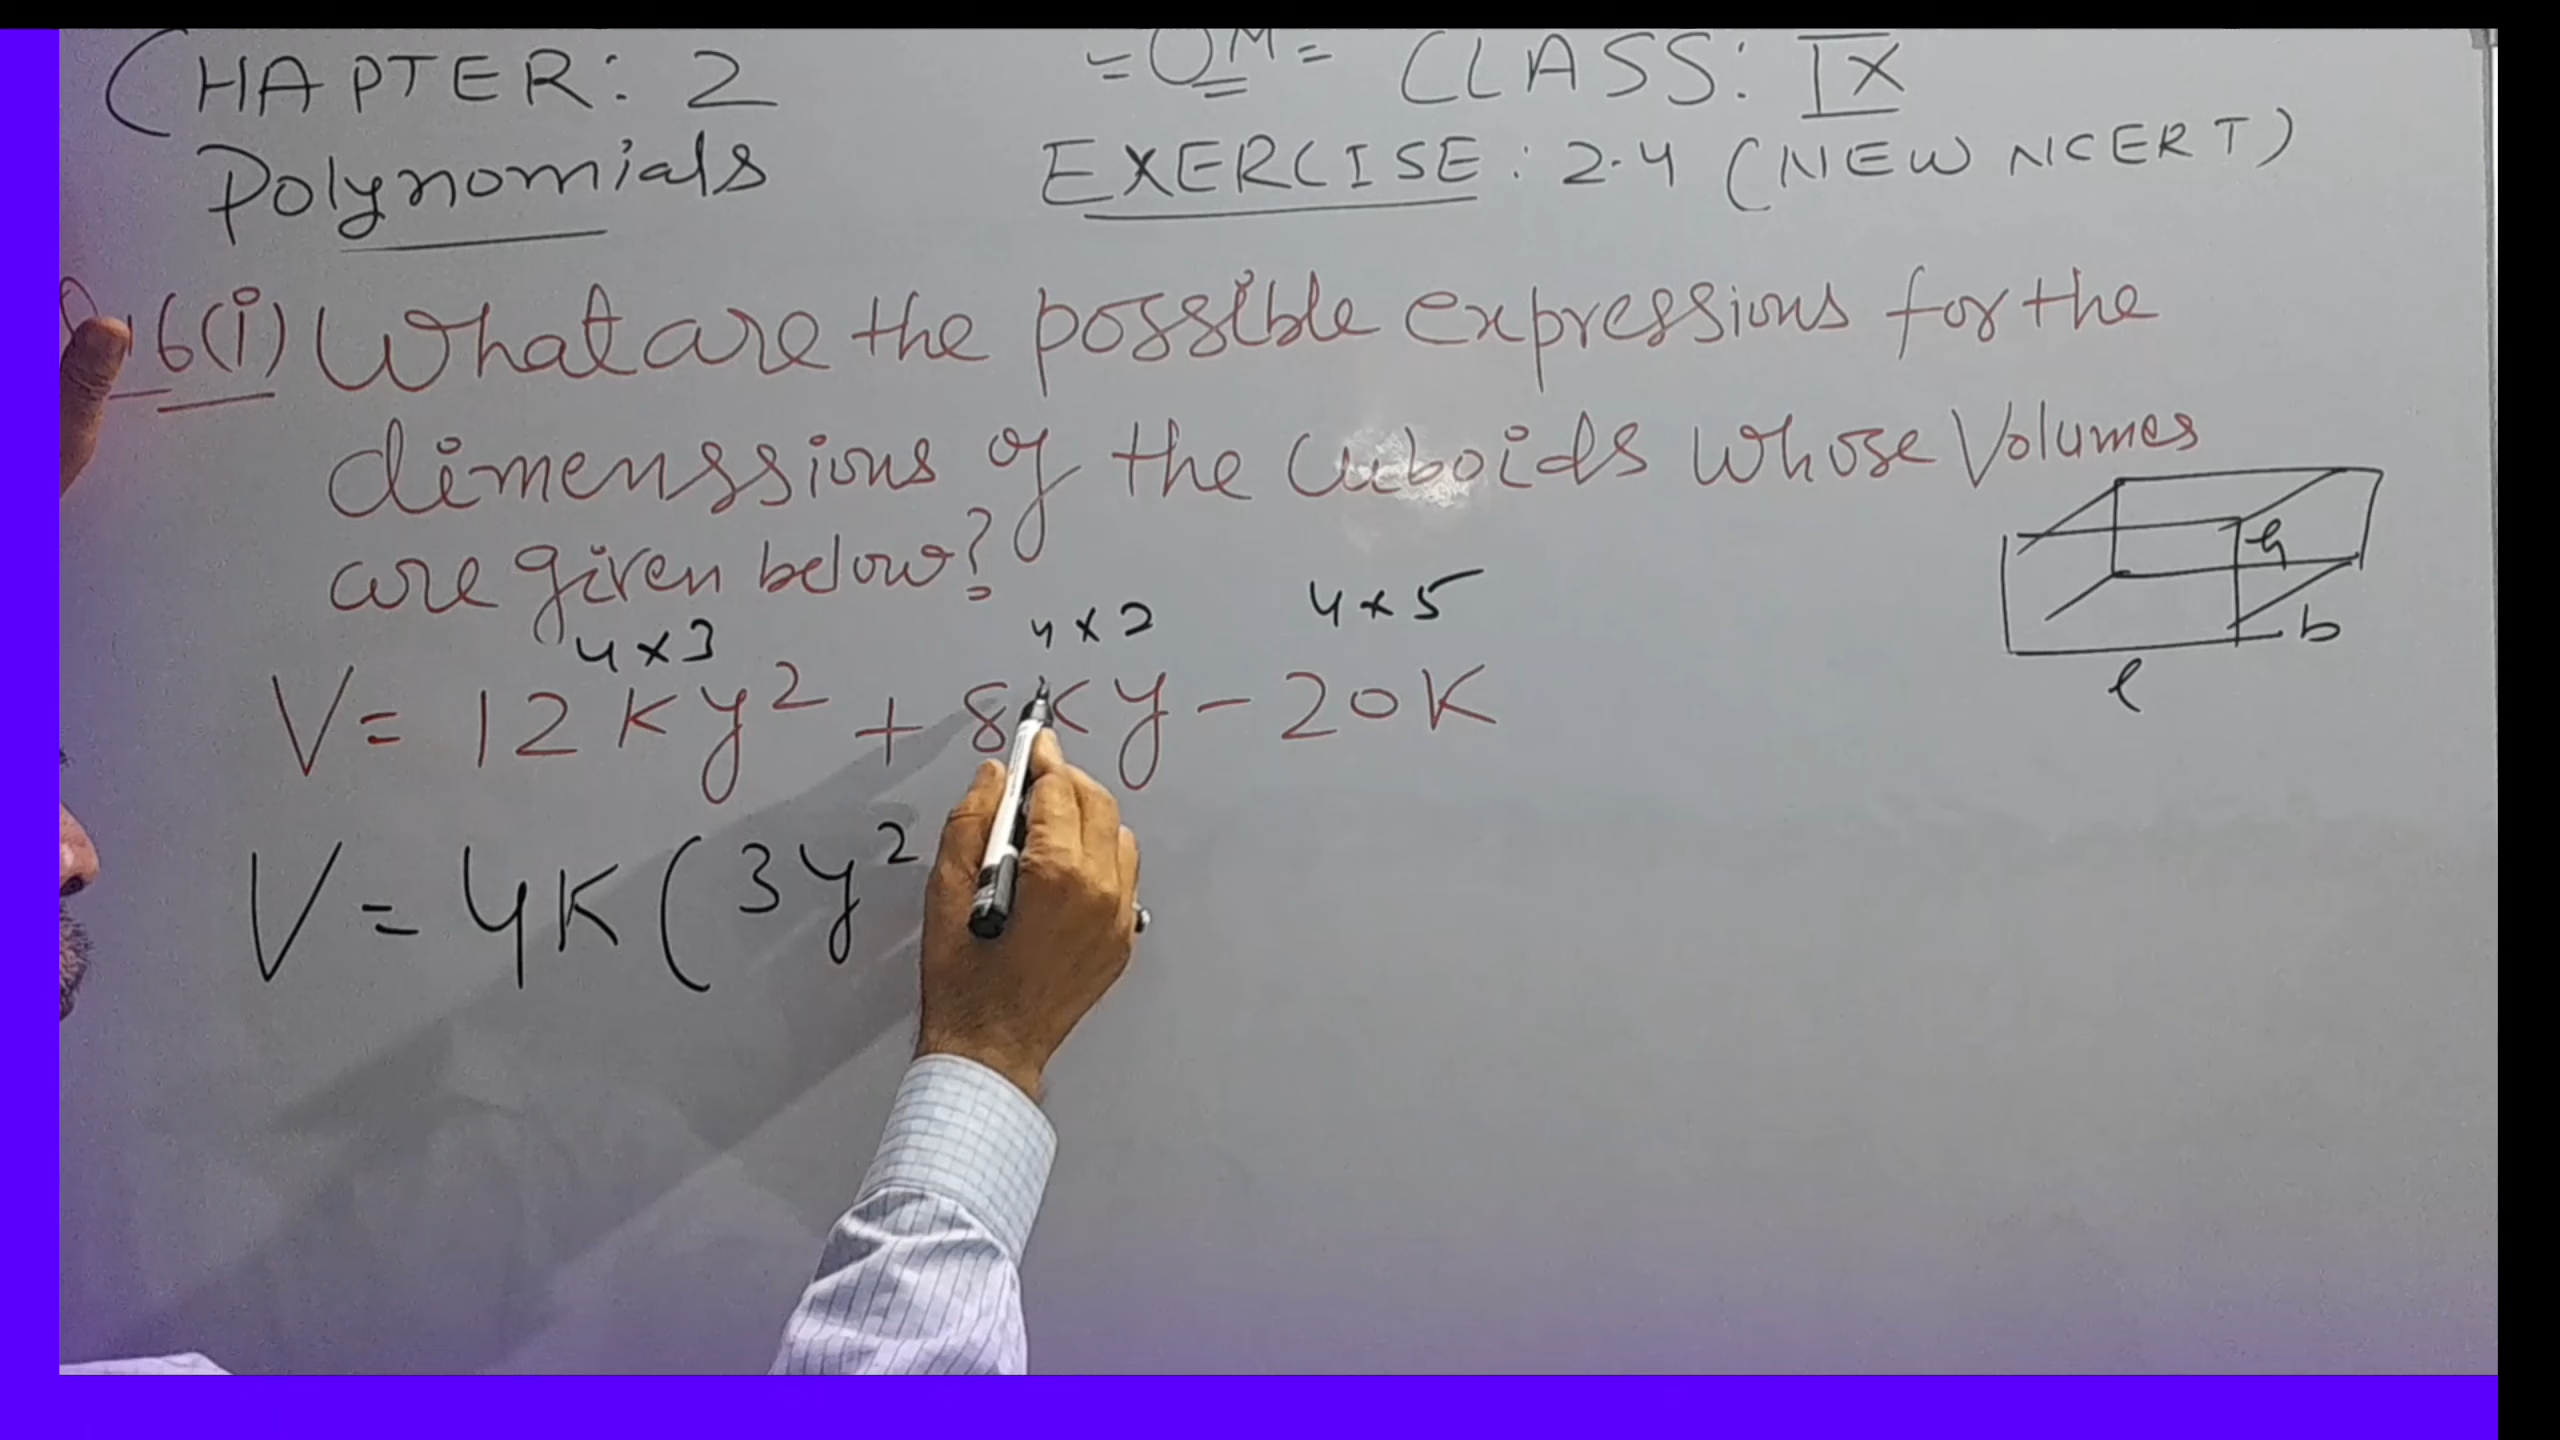 CHAPTER: 2 =OM= CLASS: IX
Polynomials EXERCISE: 2.4 (NEW NCERT)
6(i) What are the possible expressions for the
dimenssions of the cuboids whose Volumes
are given below?
4×3 4×2 4×5
V= 12Ky² + 8Ky - 20K
V= 4K(3y²
h
b
l